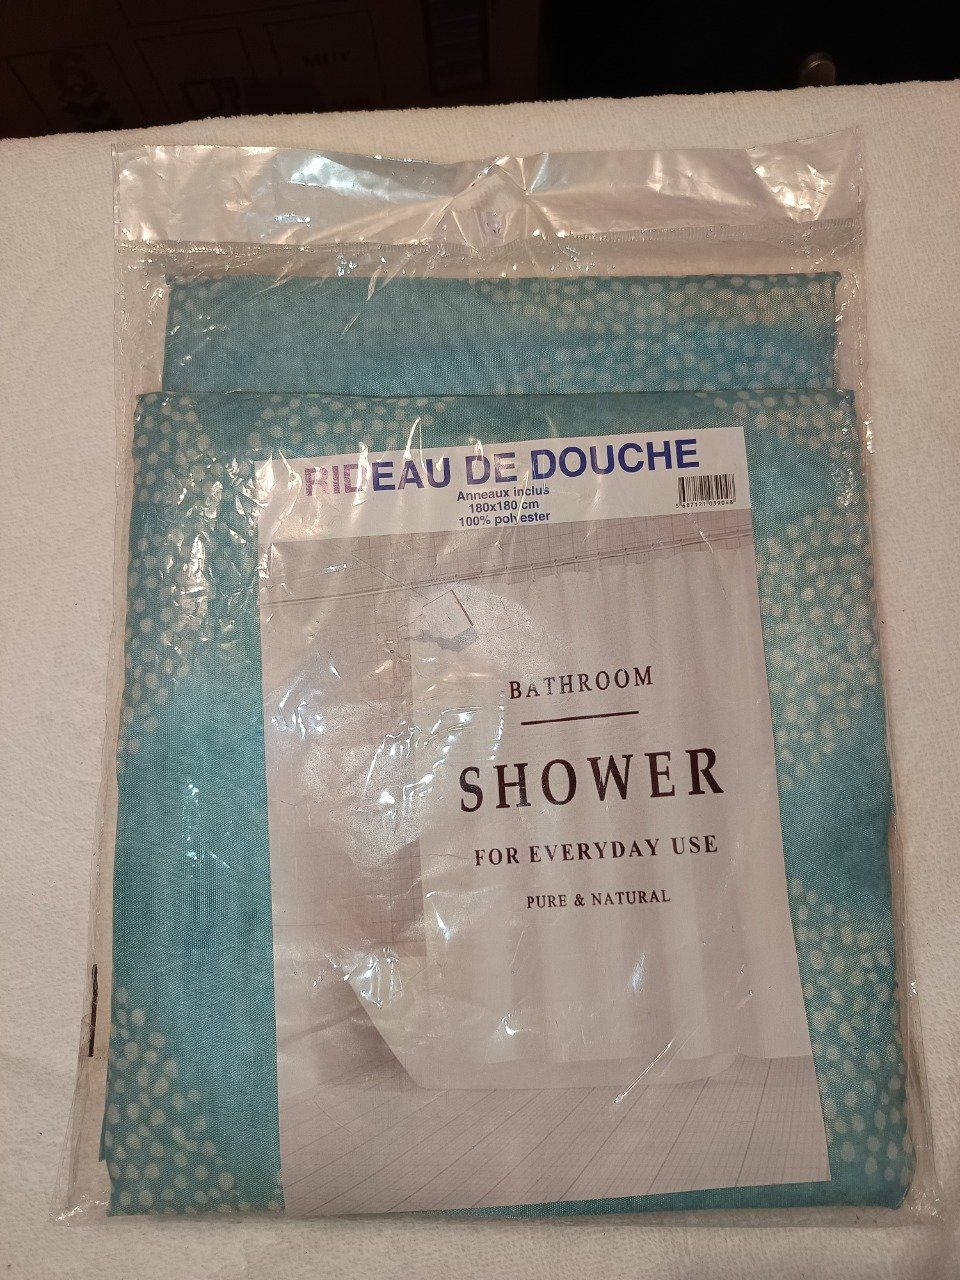 RIDEAU DE DOUCHE
Anneaux inclus
180x180 cm
100% polyester
BATHROOM
SHOWER
FOR EVERYDAY USE
PURE & NATURAL